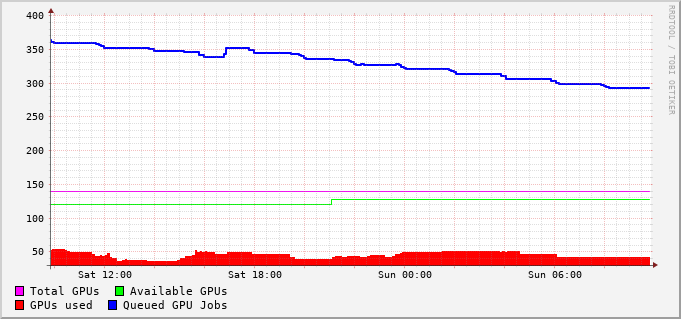 400
350
300
250
200
150
100
50
Sat 12:00 Sat 18:00 Sun 00:00 Sun 06:00
Total GPUs Available GPUs
GPUs used Queued GPU Jobs
RRDTOOL / TOBI OETIKER